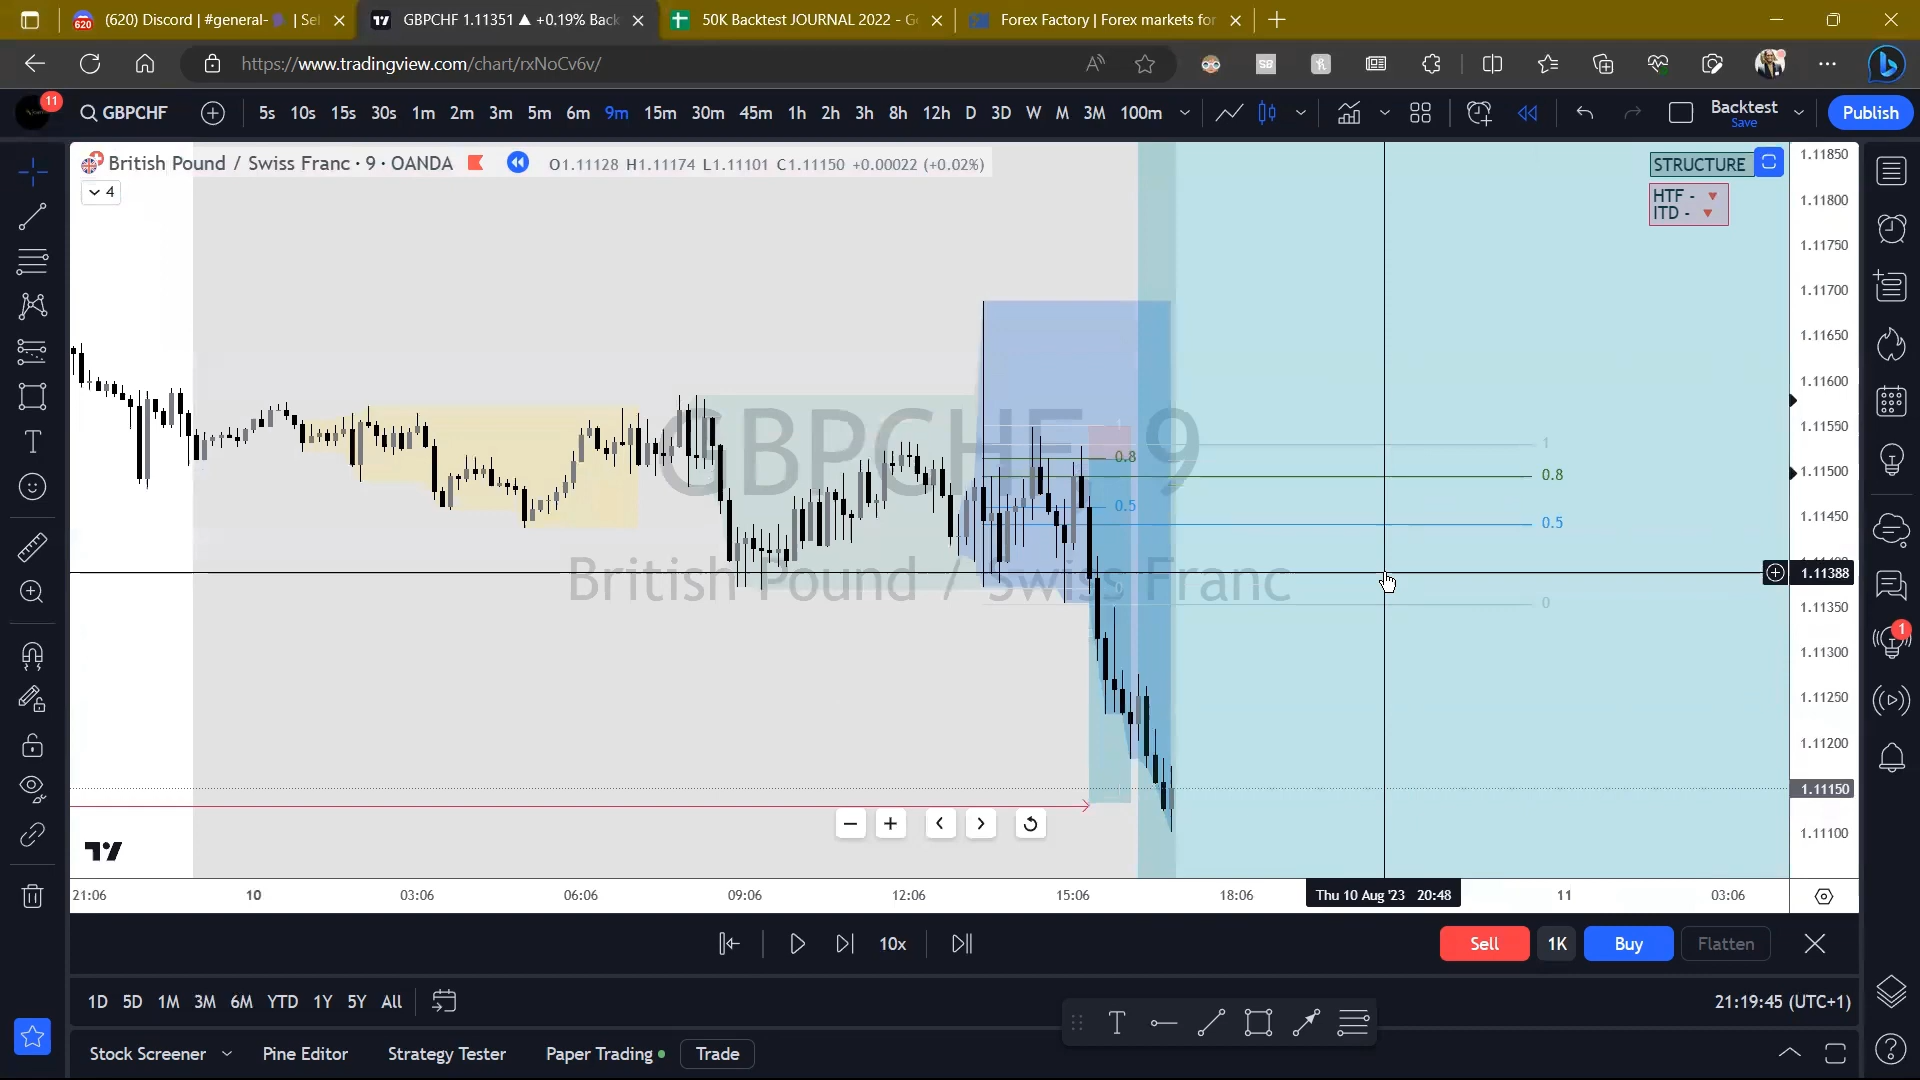 (620) Discord | #general- | Sel
GBPCHF 1.11351 ▲ +0.19% Back
50K Backtest JOURNAL 2022 - G
Forex Factory | Forex markets for
https://www.tradingview.com/chart/rxNoCv6v/
11
GBPCHF
5s 10s 15s 30s 1m 2m 3m 5m 6m 9m 15m 30m 45m 1h 2h 3h 8h 12h D 3D W M 3M 100m
Backtest
Save
Publish
British Pound / Swiss Franc · 9 · OANDA
O1.11128 H1.11174 L1.11101 C1.11150 +0.00022 (+0.02%)
4
STRUCTURE
HTF - ▼
ITD - ▼
GBPCHF 9
British Pound / Swiss Franc
0.8
0.5
1
0.8
0.5
0
1.11850
1.11800
1.11750
1.11700
1.11650
1.11600
1.11550
1.11500
1.11450
1.11388
1.11350
1.11300
1.11250
1.11200
1.11150
1.11100
21:06 10 03:06 06:06 09:06 12:06 15:06 18:06 Thu 10 Aug '23 20:48 11 03:06
10x
Sell 1K Buy Flatten
1D 5D 1M 3M 6M YTD 1Y 5Y All
21:19:45 (UTC+1)
Stock Screener Pine Editor Strategy Tester Paper Trading Trade
1